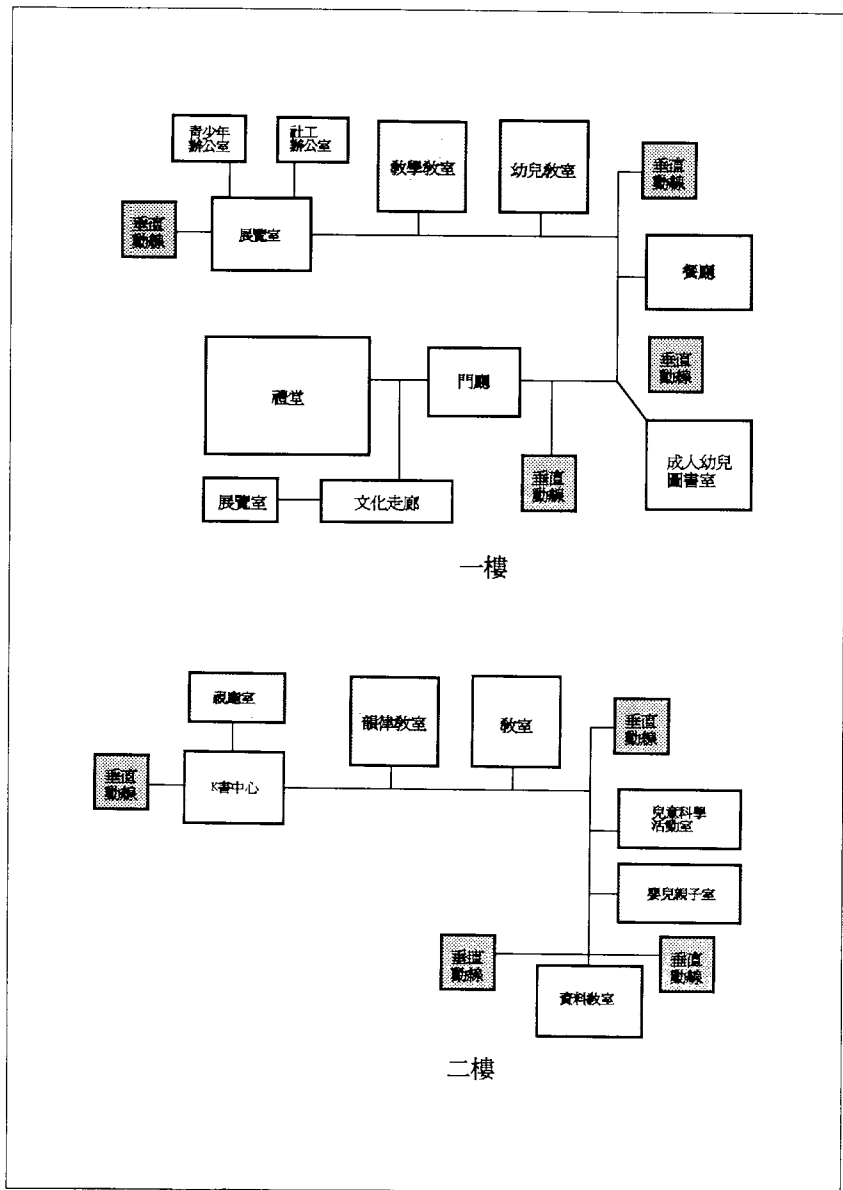 青少年
辦公室
社工
辦公室
教學教室
幼兒教室
垂直
動線
垂直
動線
展覽室
餐廳
禮堂
門廳
垂直
動線
成人幼兒
圖書室
垂直
動線
展覽室
文化走廊
一樓
視廳室
韻律教室
教室
垂直
動線
垂直
動線
K書中心
兒童科學
活動室
嬰兒親子室
垂直
動線
垂直
動線
資料教室
二樓